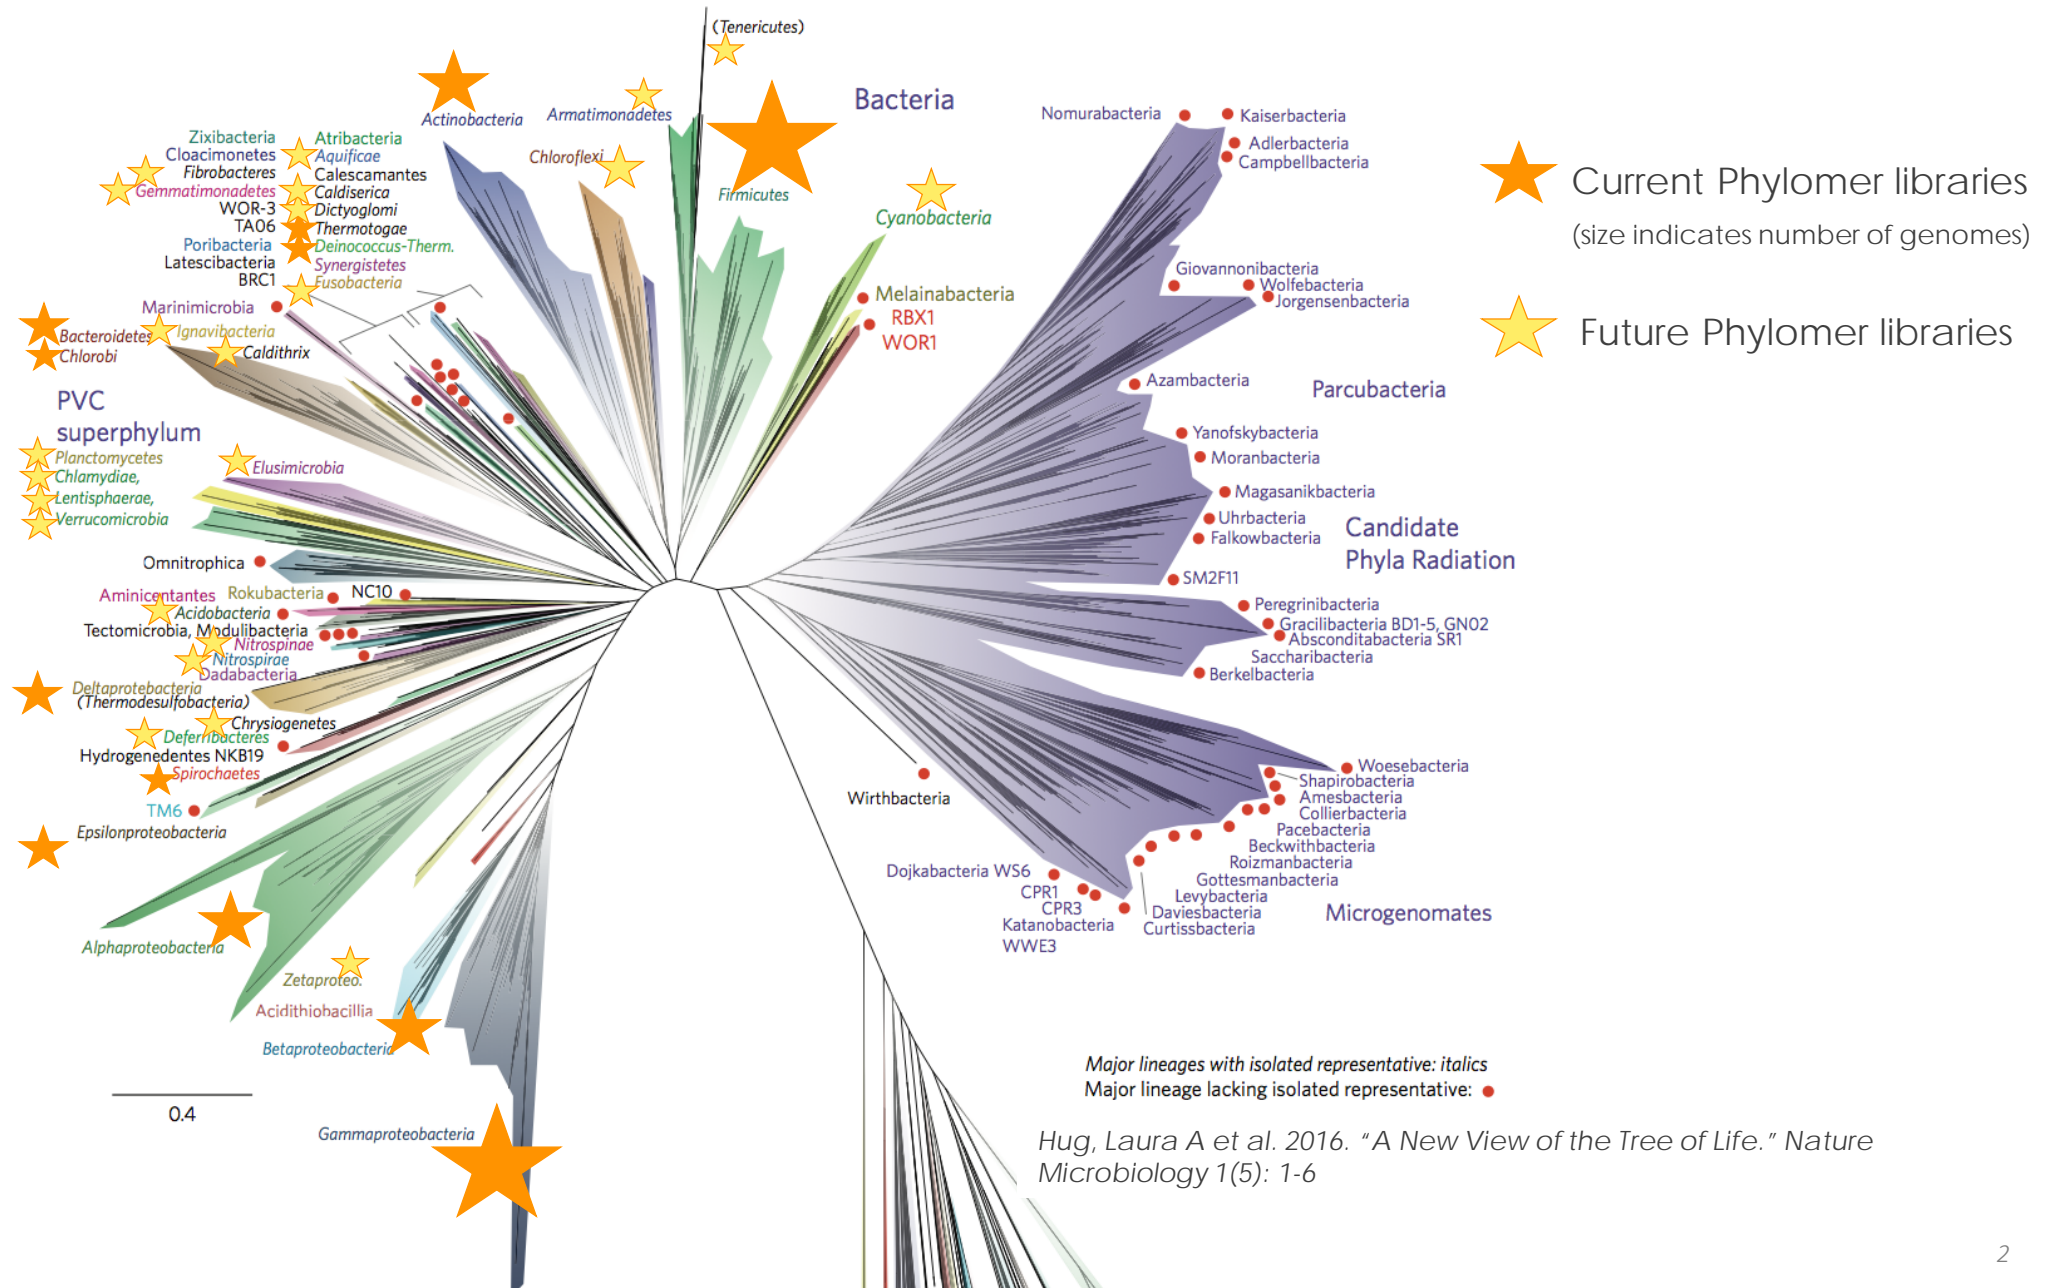 (Tenericutes)
Bacteria
Actinobacteria
Armatimonadetes
Chloroflexi
Firmicutes
Cyanobacteria
Zixibacteria
Cloacimonetes
Fibrobacteres
Gemmatimonadetes
WOR-3
TA06
Poribacteria
Latescibacteria
BRC1
Atribacteria
Aquificae
Calescamantes
Caldiserica
Dictyoglomi
Thermotogae
Deinococcus-Therm.
Synergistetes
Fusobacteria
Marinimicrobia
Bacteroidetes
Chlorobi
Ignavibacteria
Caldithrix
Melainabacteria
RBX1
WOR1
PVC
superphylum
Planctomycetes
Chlamydiae,
Lentisphaerae,
Verrucomicrobia
Elusimicrobia
Omnitrophica
Aminicentantes
Rokubacteria
NC10
Acidobacteria
Tectomicrobia, Modulibacteria
Nitrospinae
Nitrospirae
Dadabacteria
Deltaprotebacteria
(Thermodesulfobacteria)
Chrysiogenetes
Deferribacteres
Hydrogenedentes NKB19
Spirochaetes
TM6
Epsilonproteobacteria
Alphaproteobacteria
Zetaproteo.
Acidithiobacillia
Betaproteobacteria
Gammaproteobacteria
0.4
Nomurabacteria
Kaiserbacteria
Adlerbacteria
Campbellbacteria
Giovannonibacteria
Wolfebacteria
Jorgensenbacteria
Azambacteria
Parcubacteria
Yanofskybacteria
Moranbacteria
Magasanikbacteria
Uhrbacteria
Falkowbacteria
Candidate
Phyla Radiation
SM2F11
Peregrinibacteria
Gracilibacteria BD1-5, GN02
Absconditabacteria SR1
Saccharibacteria
Berkelbacteria
Woesebacteria
Shapirobacteria
Amesbacteria
Collierbacteria
Pacebacteria
Beckwithbacteria
Roizmanbacteria
Gottesmanbacteria
Levybacteria
Daviesbacteria
Curtissbacteria
Microgenomates
Wirthbacteria
Dojkabacteria WS6
CPR1
CPR3
Katanobacteria
WWE3
Current Phylomer libraries
(size indicates number of genomes)
Future Phylomer libraries
Major lineages with isolated representative: italics
Major lineage lacking isolated representative:
Hug, Laura A et al. 2016. “A New View of the Tree of Life.” Nature
Microbiology 1(5): 1-6
2